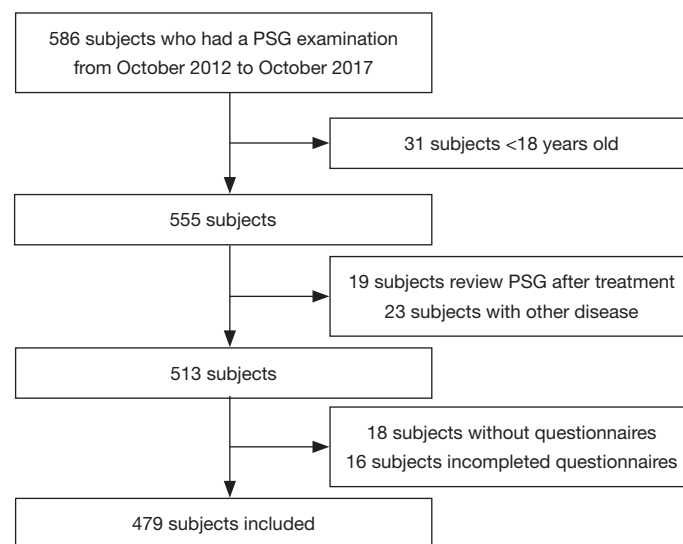 586 subjects who had a PSG examination
from October 2012 to October 2017
31 subjects <18 years old
555 subjects
19 subjects review PSG after treatment
23 subjects with other disease
513 subjects
18 subjects without questionnaires
16 subjects incompleted questionnaires
479 subjects included